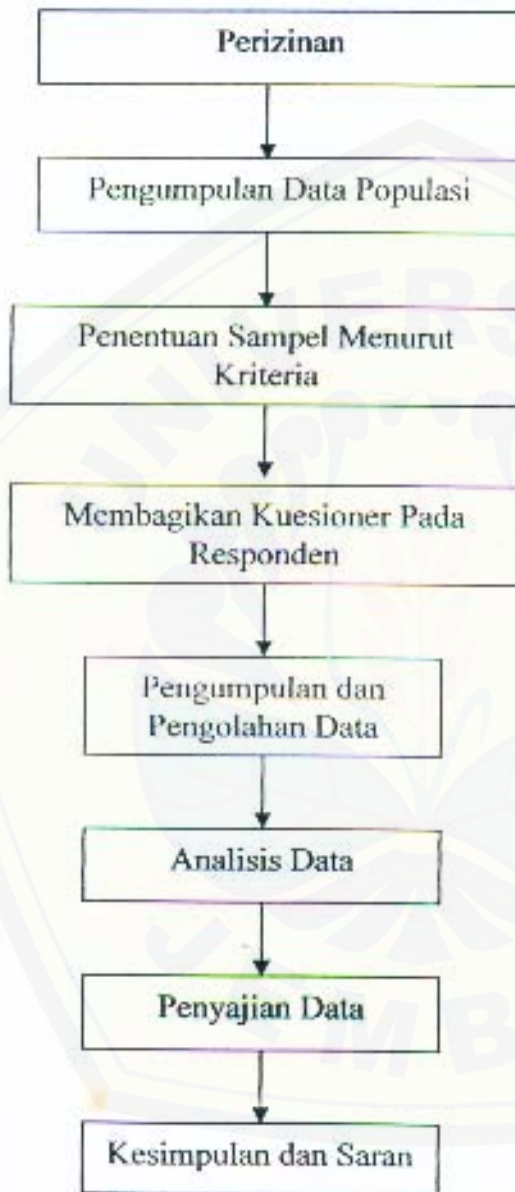 Perizinan
Pengumpulan Data Populasi
Penentuan Sampel Menurut
Kriteria
Membagikan Kuesioner Pada
Responden
Pengumpulan dan
Pengolahan Data
Analisis Data
Penyajian Data
Kesimpulan dan Saran